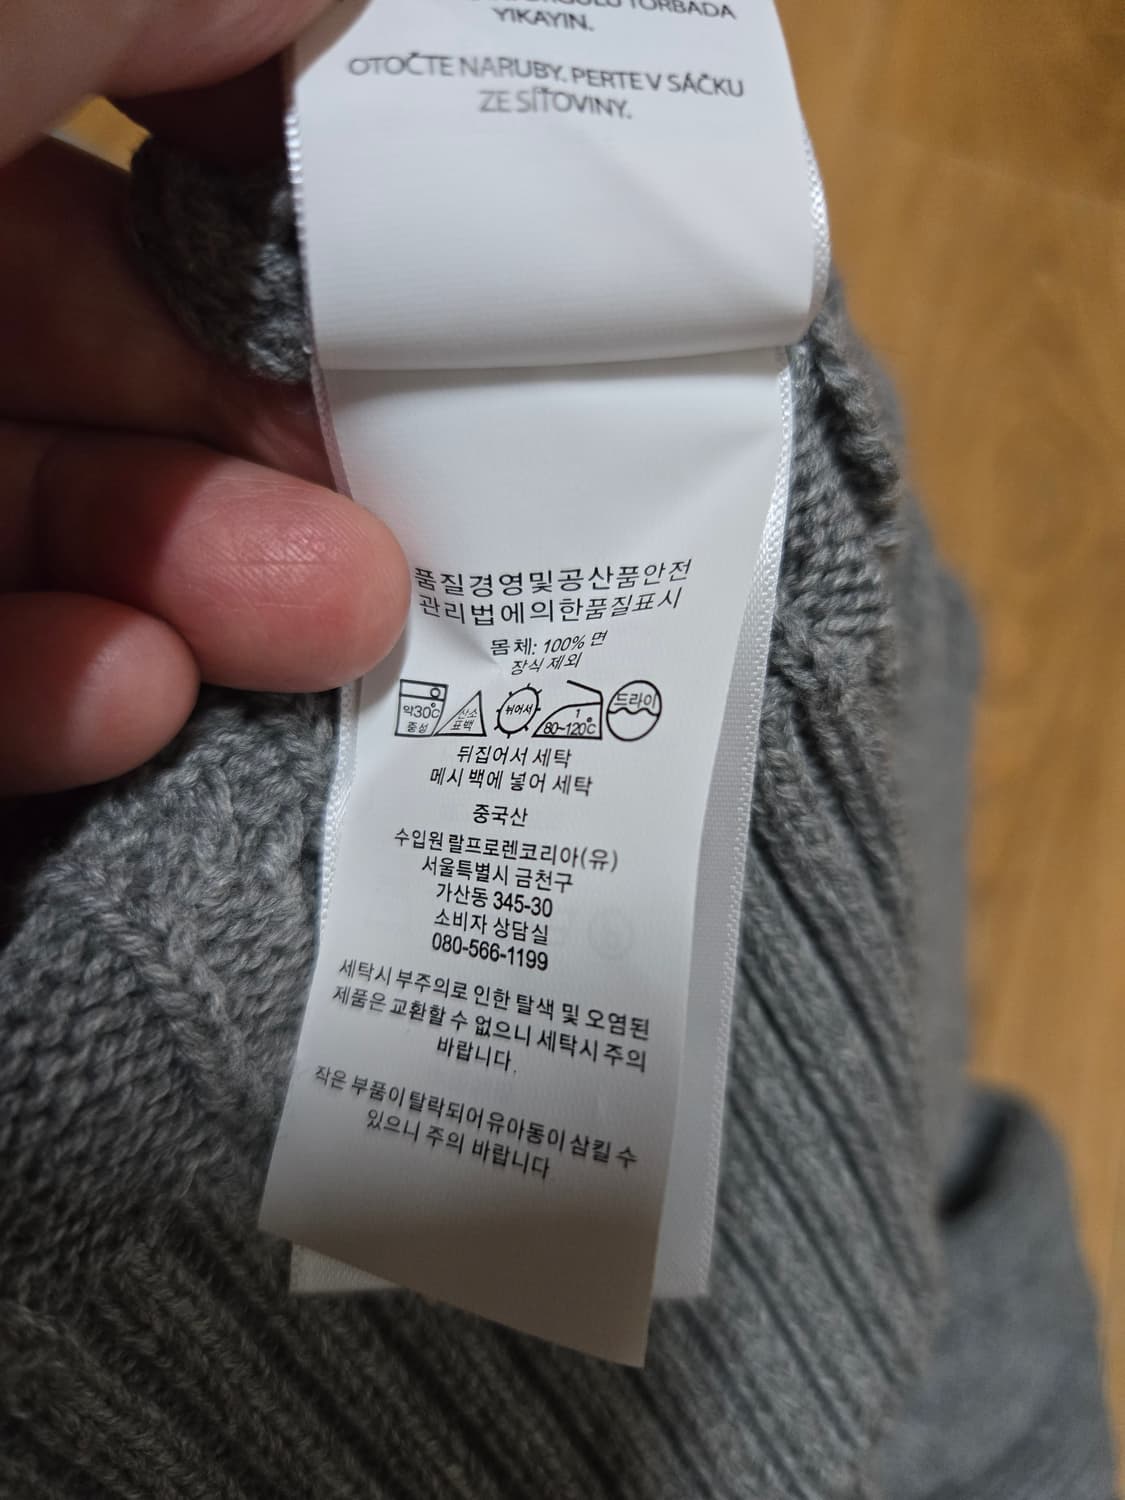 TORBADA
YIKAYIN.
OTOČTE NARUBY. PERTE V SÁČKU
ZE SÍŤOVINY.
품질경영및공산품안전
관리법에의한품질표시
몸체: 100% 면
장식 제외
약30℃
중성
산소
표백
뉘어서
1
80~120℃
드라이
뒤집어서 세탁
메시 백에 넣어 세탁
중국산
수입원 랄프로렌코리아(유)
서울특별시 금천구
가산동 345-30
소비자 상담실
080-566-1199
세탁시 부주의로 인한 탈색 및 오염된
제품은 교환할 수 없으니 세탁시 주의
바랍니다.
작은 부품이 탈락되어 유아동이 삼킬 수
있으니 주의 바랍니다